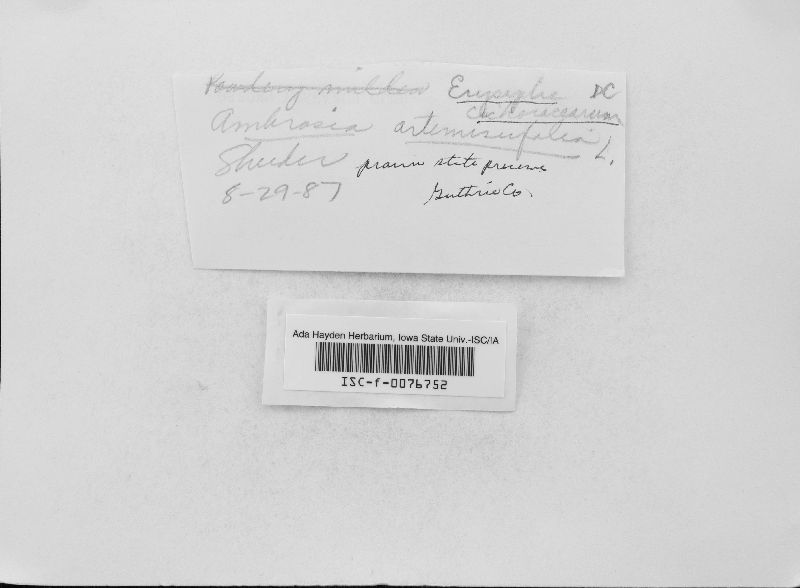 Powdery mildew Erysiphe DC
cichoracearum
Ambrosia artemisiifolia L.
Sheeder prairie state preserve
8-29-87 Guthrie Co.
Ada Hayden Herbarium, Iowa State Univ.-ISC/IA
ISC-f-0076752